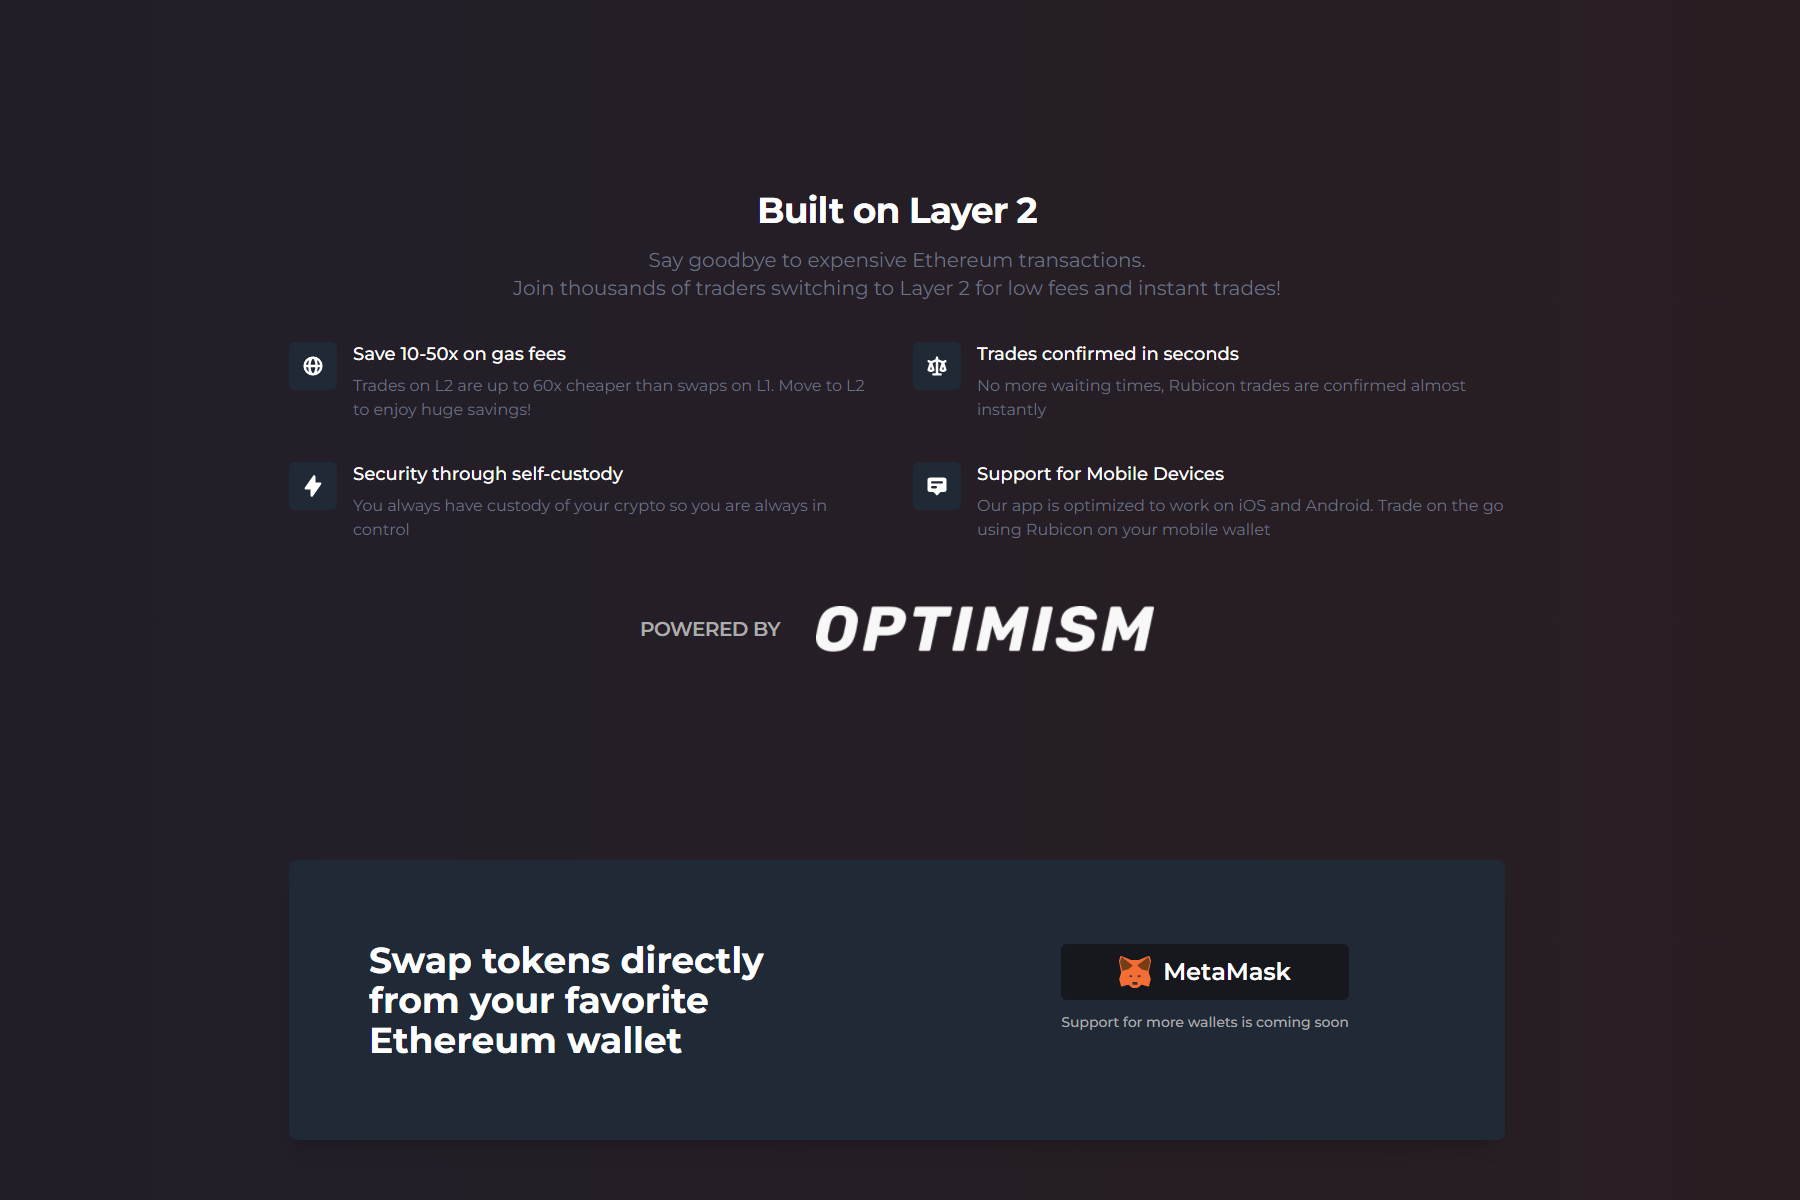 Built on Layer 2
Say goodbye to expensive Ethereum transactions.
Join thousands of traders switching to Layer 2 for low fees and instant trades!
Save 10-50x on gas fees
Trades on L2 are up to 60x cheaper than swaps on L1. Move to L2
to enjoy huge savings!
Trades confirmed in seconds
No more waiting times, Rubicon trades are confirmed almost
instantly
Security through self-custody
You always have custody of your crypto so you are always in
control
Support for Mobile Devices
Our app is optimized to work on iOS and Android. Trade on the go
using Rubicon on your mobile wallet
POWERED BY OPTIMISM
Swap tokens directly
from your favorite
Ethereum wallet
MetaMask
Support for more wallets is coming soon